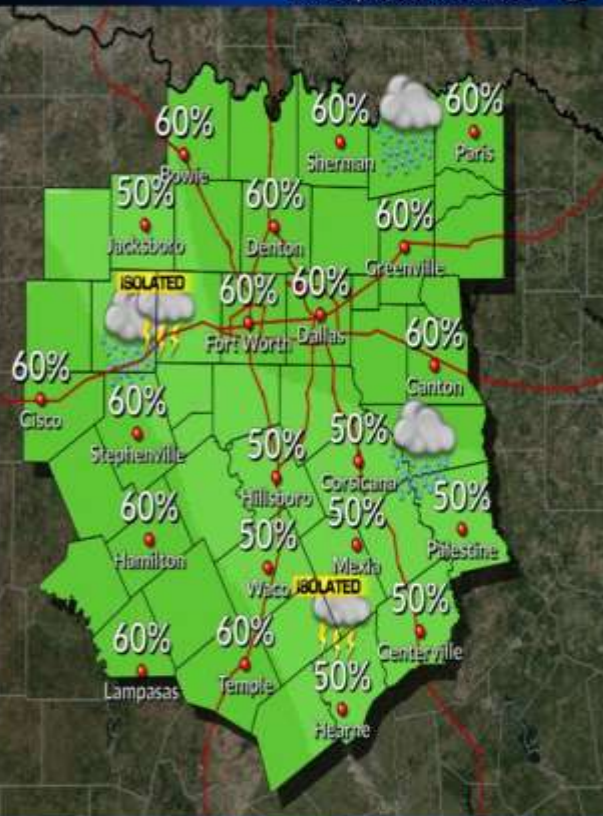 60%
Bowie
60%
Sherman
60%
Paris
50%
Jacksboro
60%
Denton
60%
Greenville
ISOLATED
60%
Fort Worth
60%
Dallas
60%
Canton
60%
Cisco
60%
Stephenville
50%
Hillsboro
50%
Corsicana
50%
Palestine
60%
Hamilton
50%
Waco
50%
Mexia
ISOLATED
50%
Centerville
60%
Lampasas
60%
Temple
50%
Hearne